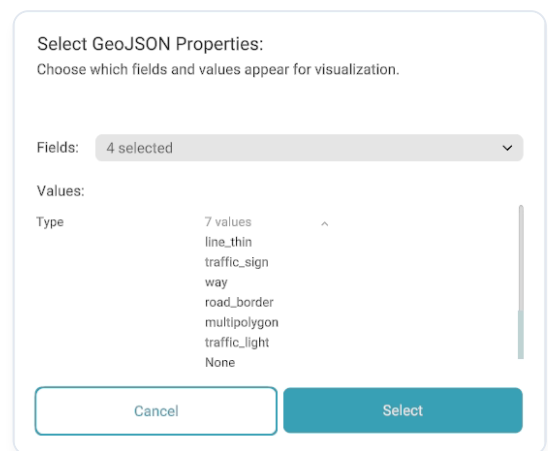 Select GeoJSON Properties:
Choose which fields and values appear for visualization.
Fields: 4 selected
Values:
Type 7 values
line_thin
traffic_sign
way
road_border
multipolygon
traffic_light
None
Cancel Select